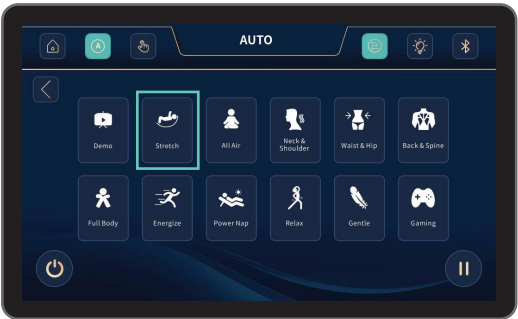 A
AUTO
Demo
Stretch
All Air
Neck &
Shoulder
Waist & Hip
Back & Spine
Full Body
Energize
Power Nap
Relax
Gentle
Gaming